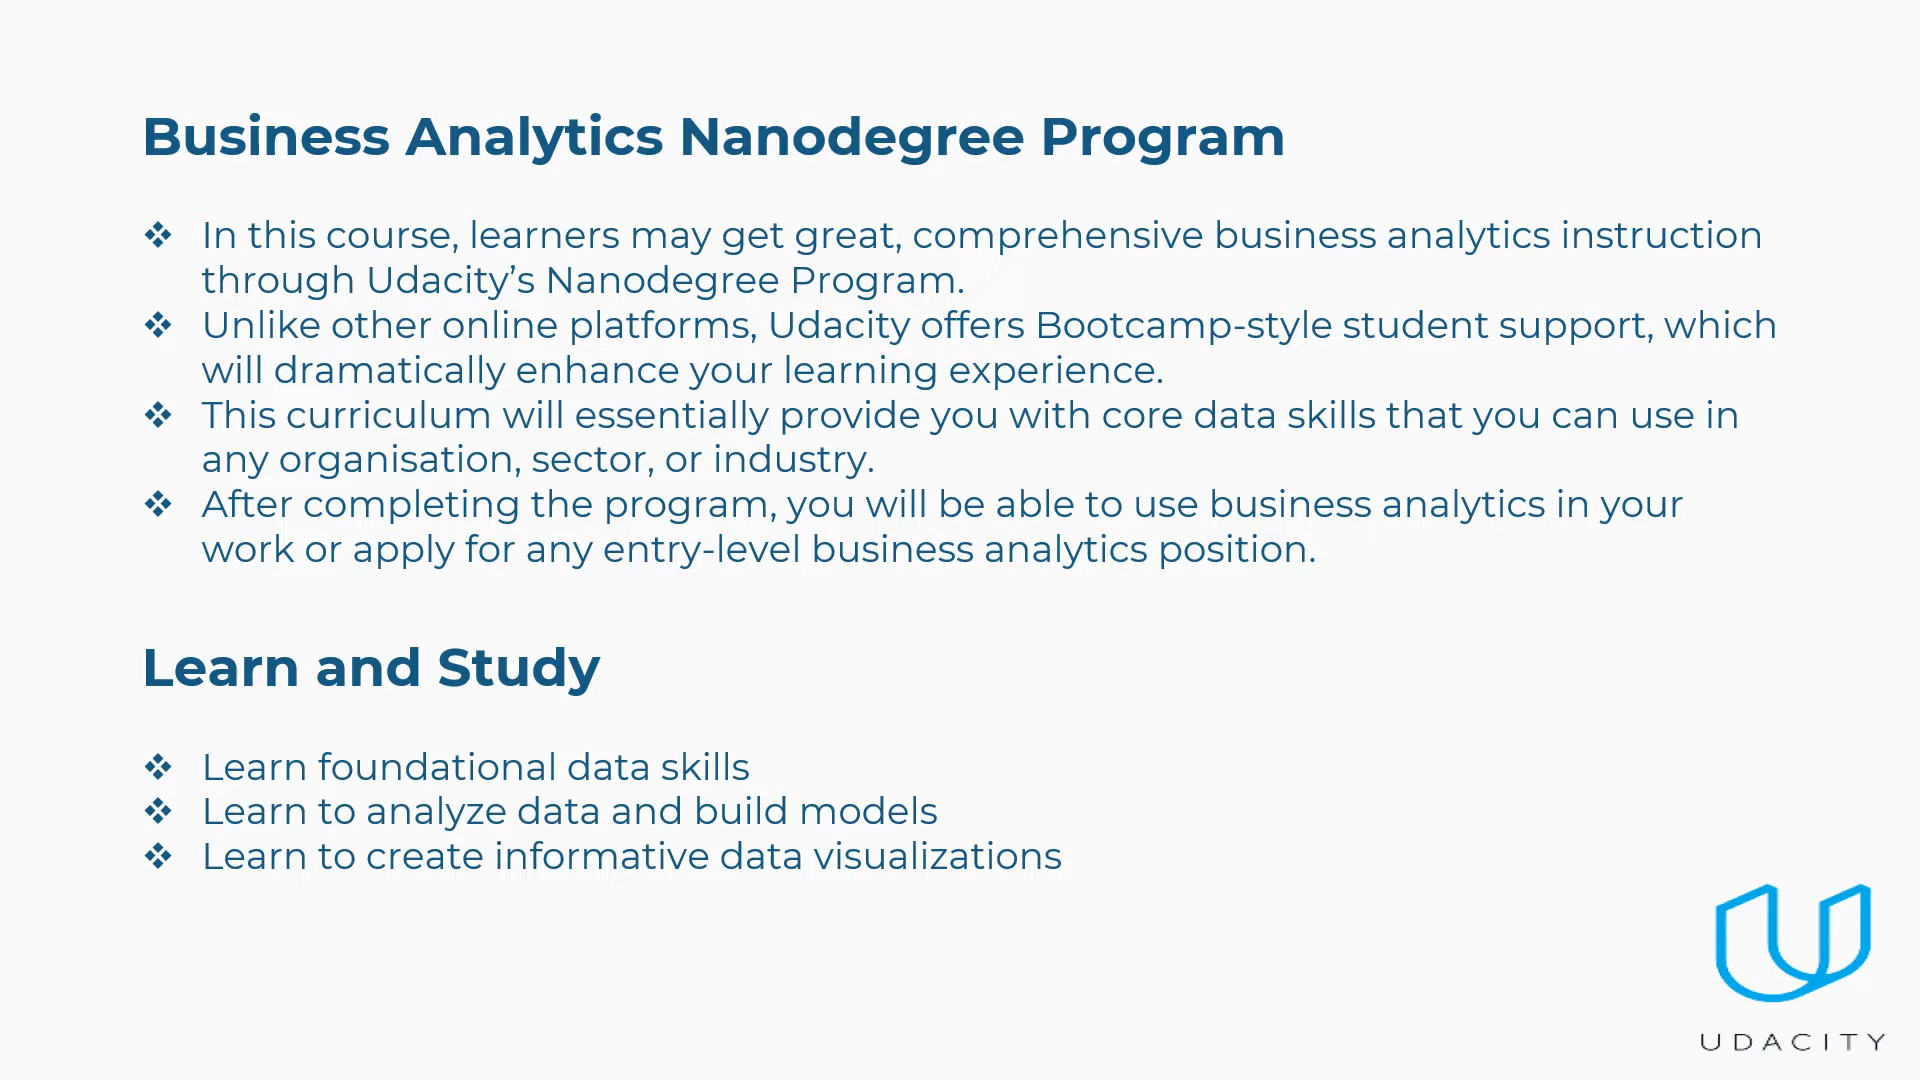 Business Analytics Nanodegree Program
❖ In this course, learners may get great, comprehensive business analytics instruction
through Udacity’s Nanodegree Program.
❖ Unlike other online platforms, Udacity offers Bootcamp-style student support, which
will dramatically enhance your learning experience.
❖ This curriculum will essentially provide you with core data skills that you can use in
any organisation, sector, or industry.
❖ After completing the program, you will be able to use business analytics in your
work or apply for any entry-level business analytics position.
Learn and Study
❖ Learn foundational data skills
❖ Learn to analyze data and build models
❖ Learn to create informative data visualizations
UDACITY